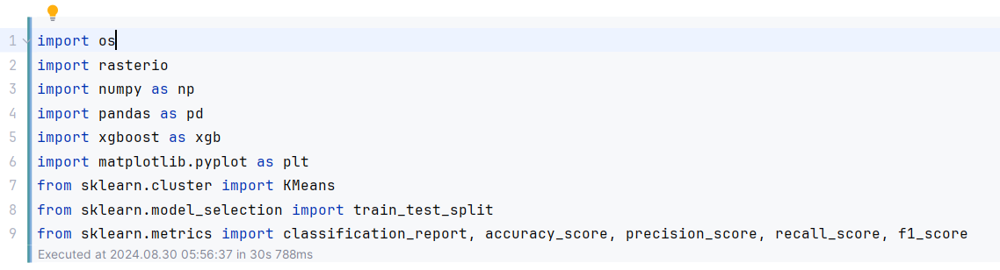 1 import os
2 import rasterio
3 import numpy as np
4 import pandas as pd
5 import xgboost as xgb
6 import matplotlib.pyplot as plt
7 from sklearn.cluster import KMeans
8 from sklearn.model_selection import train_test_split
9 from sklearn.metrics import classification_report, accuracy_score, precision_score, recall_score, f1_score
Executed at 2024.08.30 05:56:37 in 30s 788ms